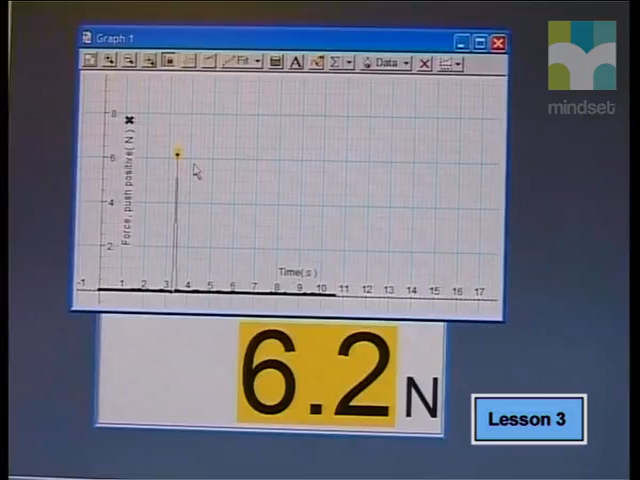 Graph 1
Fit
A
Σ
Data
mindset
8
6
4
2
Force, push positive( N )
Time( s )
-1 1 2 3 4 5 6 7 8 9 10 11 12 13 14 15 16 17
6.2 N
Lesson 3